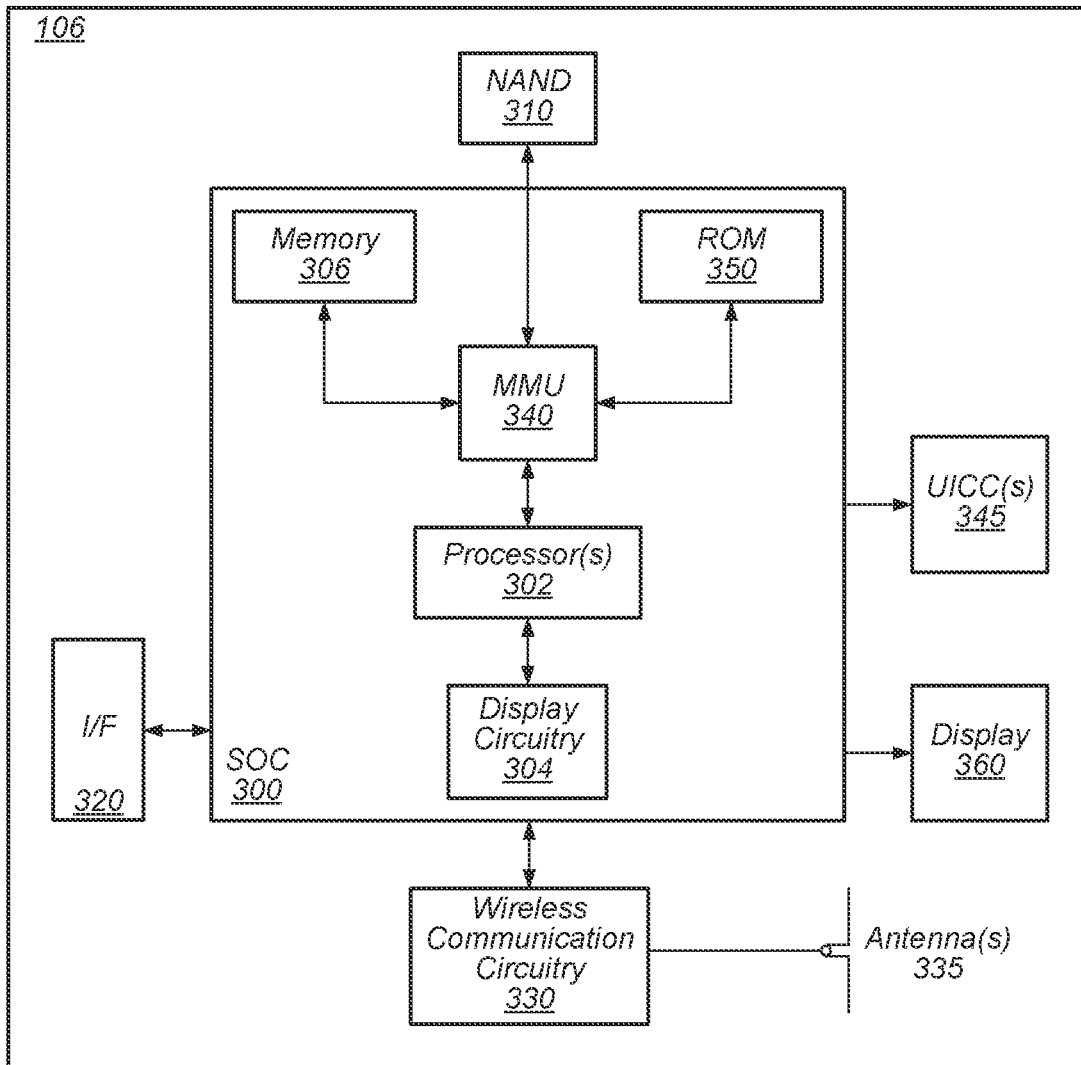 106
NAND
310
Memory
306
ROM
350
MMU
340
UICC(s)
345
Processor(s)
302
I/F
320
Display
Circuitry
304
SOC
300
Display
360
Wireless
Communication
Circuitry
330
Antenna(s)
335